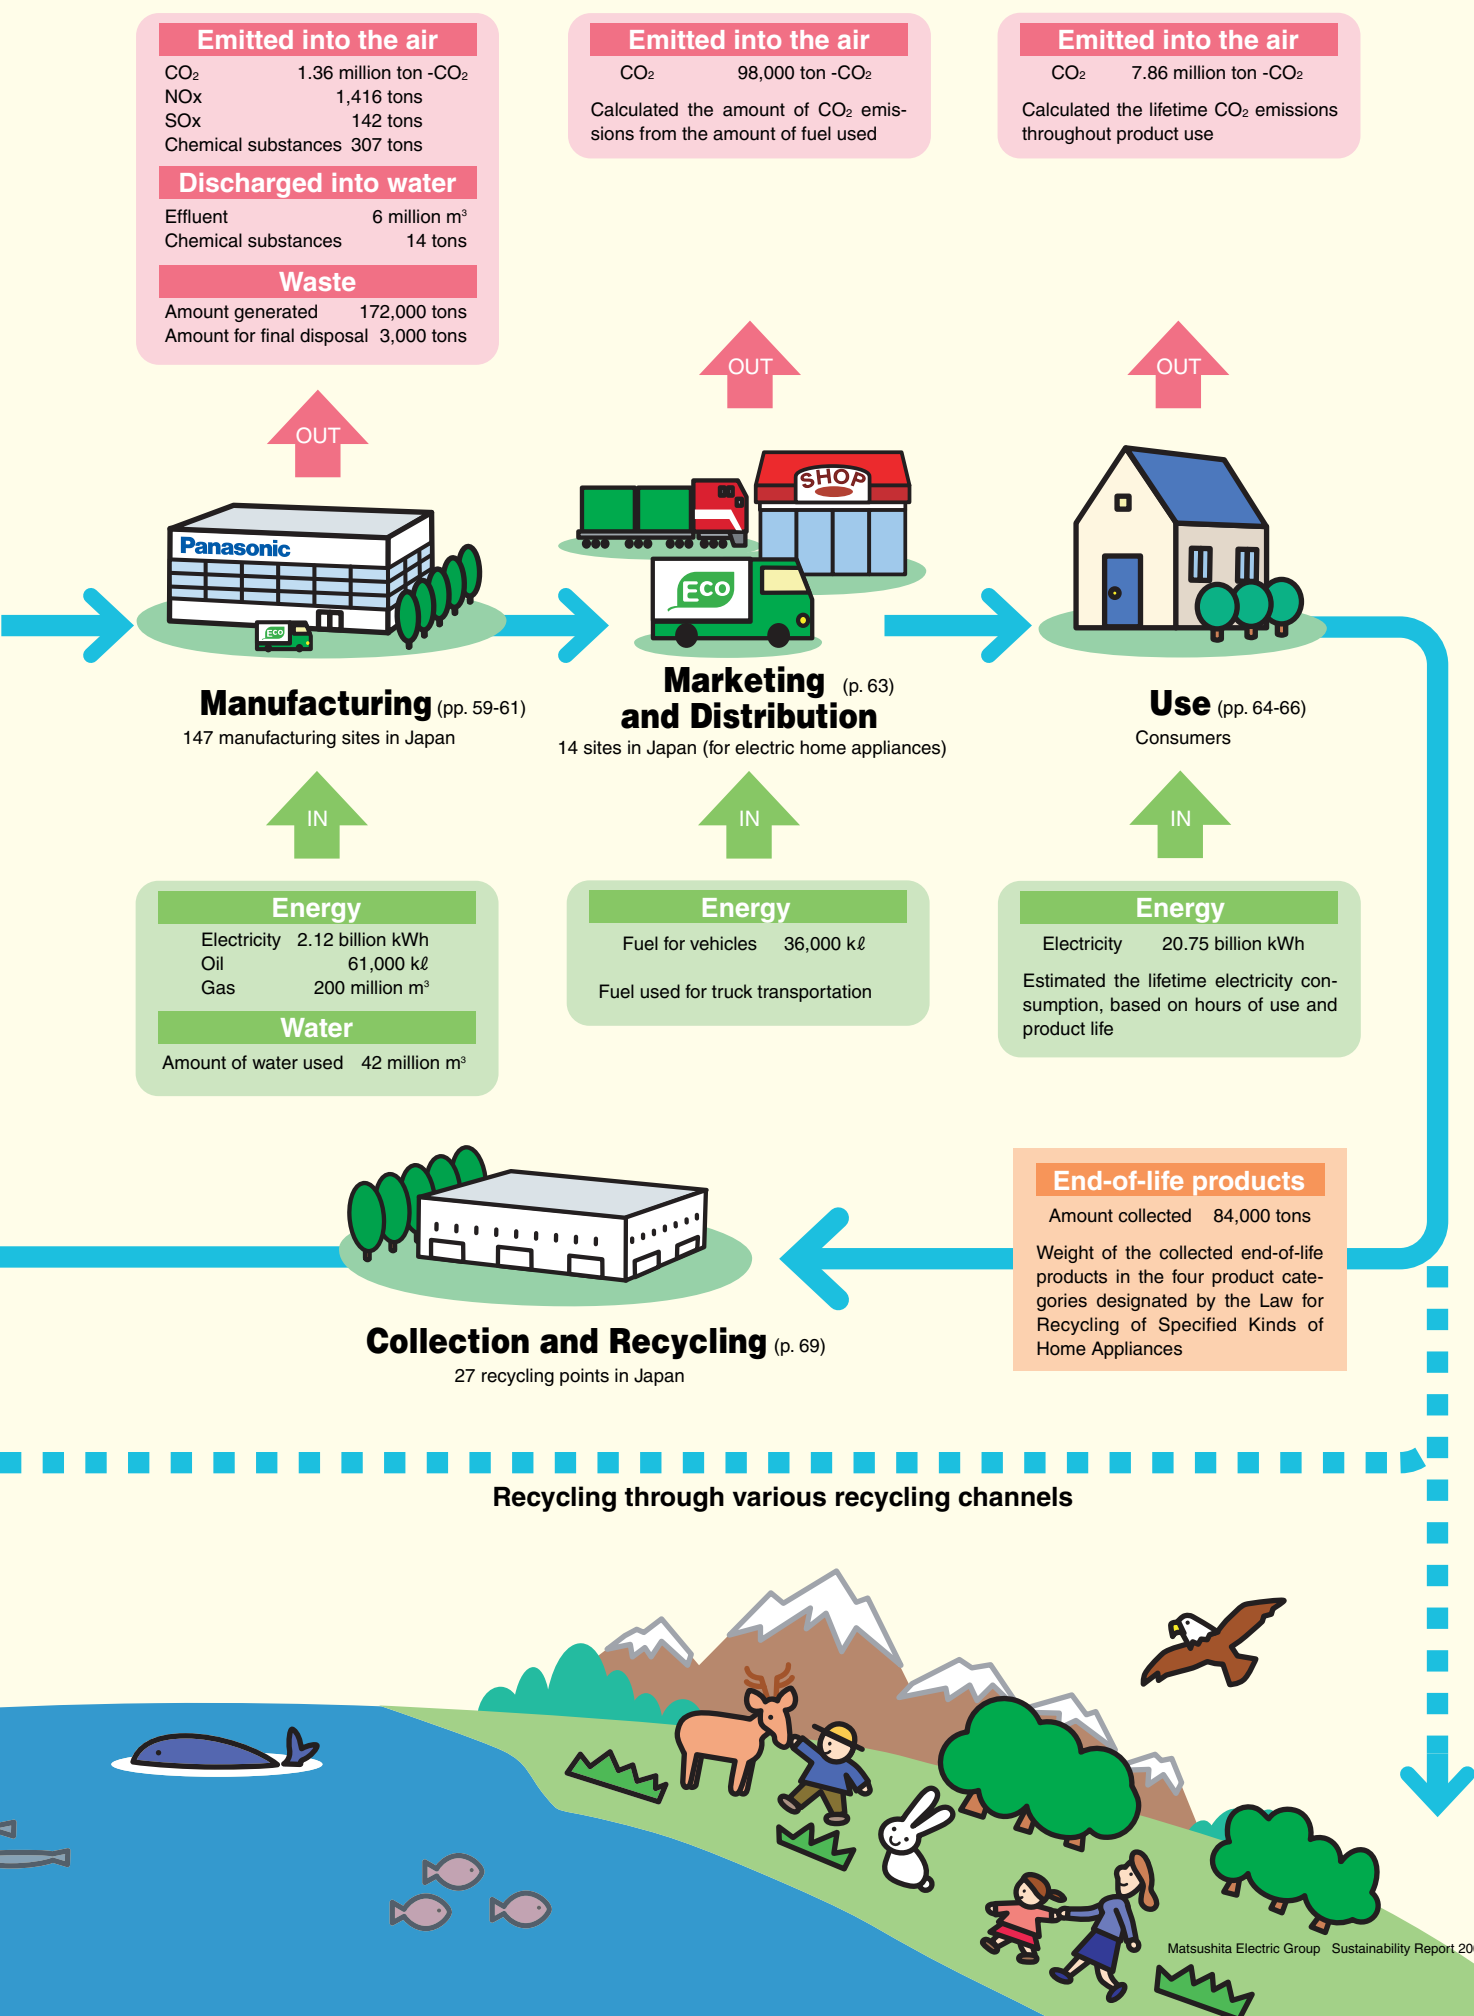 Emitted into the air
CO₂ 1.36 million ton -CO₂
NOx 1,416 tons
SOx 142 tons
Chemical substances 307 tons
Discharged into water
Effluent 6 million m³
Chemical substances 14 tons
Waste
Amount generated 172,000 tons
Amount for final disposal 3,000 tons
OUT
Emitted into the air
CO₂ 98,000 ton -CO₂
Calculated the amount of CO₂ emis-
sions from the amount of fuel used
OUT
Emitted into the air
CO₂ 7.86 million ton -CO₂
Calculated the lifetime CO₂ emissions
throughout product use
OUT
Panasonic
ECO
Manufacturing (pp. 59-61)
147 manufacturing sites in Japan
SHOP
ECO
Marketing (p. 63)
and Distribution
14 sites in Japan (for electric home appliances)
Use (pp. 64-66)
Consumers
IN
Energy
Electricity 2.12 billion kWh
Oil 61,000 kℓ
Gas 200 million m³
Water
Amount of water used 42 million m³
IN
Energy
Fuel for vehicles 36,000 kℓ
Fuel used for truck transportation
IN
Energy
Electricity 20.75 billion kWh
Estimated the lifetime electricity con-
sumption, based on hours of use and
product life
End-of-life products
Amount collected 84,000 tons
Weight of the collected end-of-life
products in the four product cate-
gories designated by the Law for
Recycling of Specified Kinds of
Home Appliances
Collection and Recycling (p. 69)
27 recycling points in Japan
Recycling through various recycling channels
Matsushita Electric Group Sustainability Report